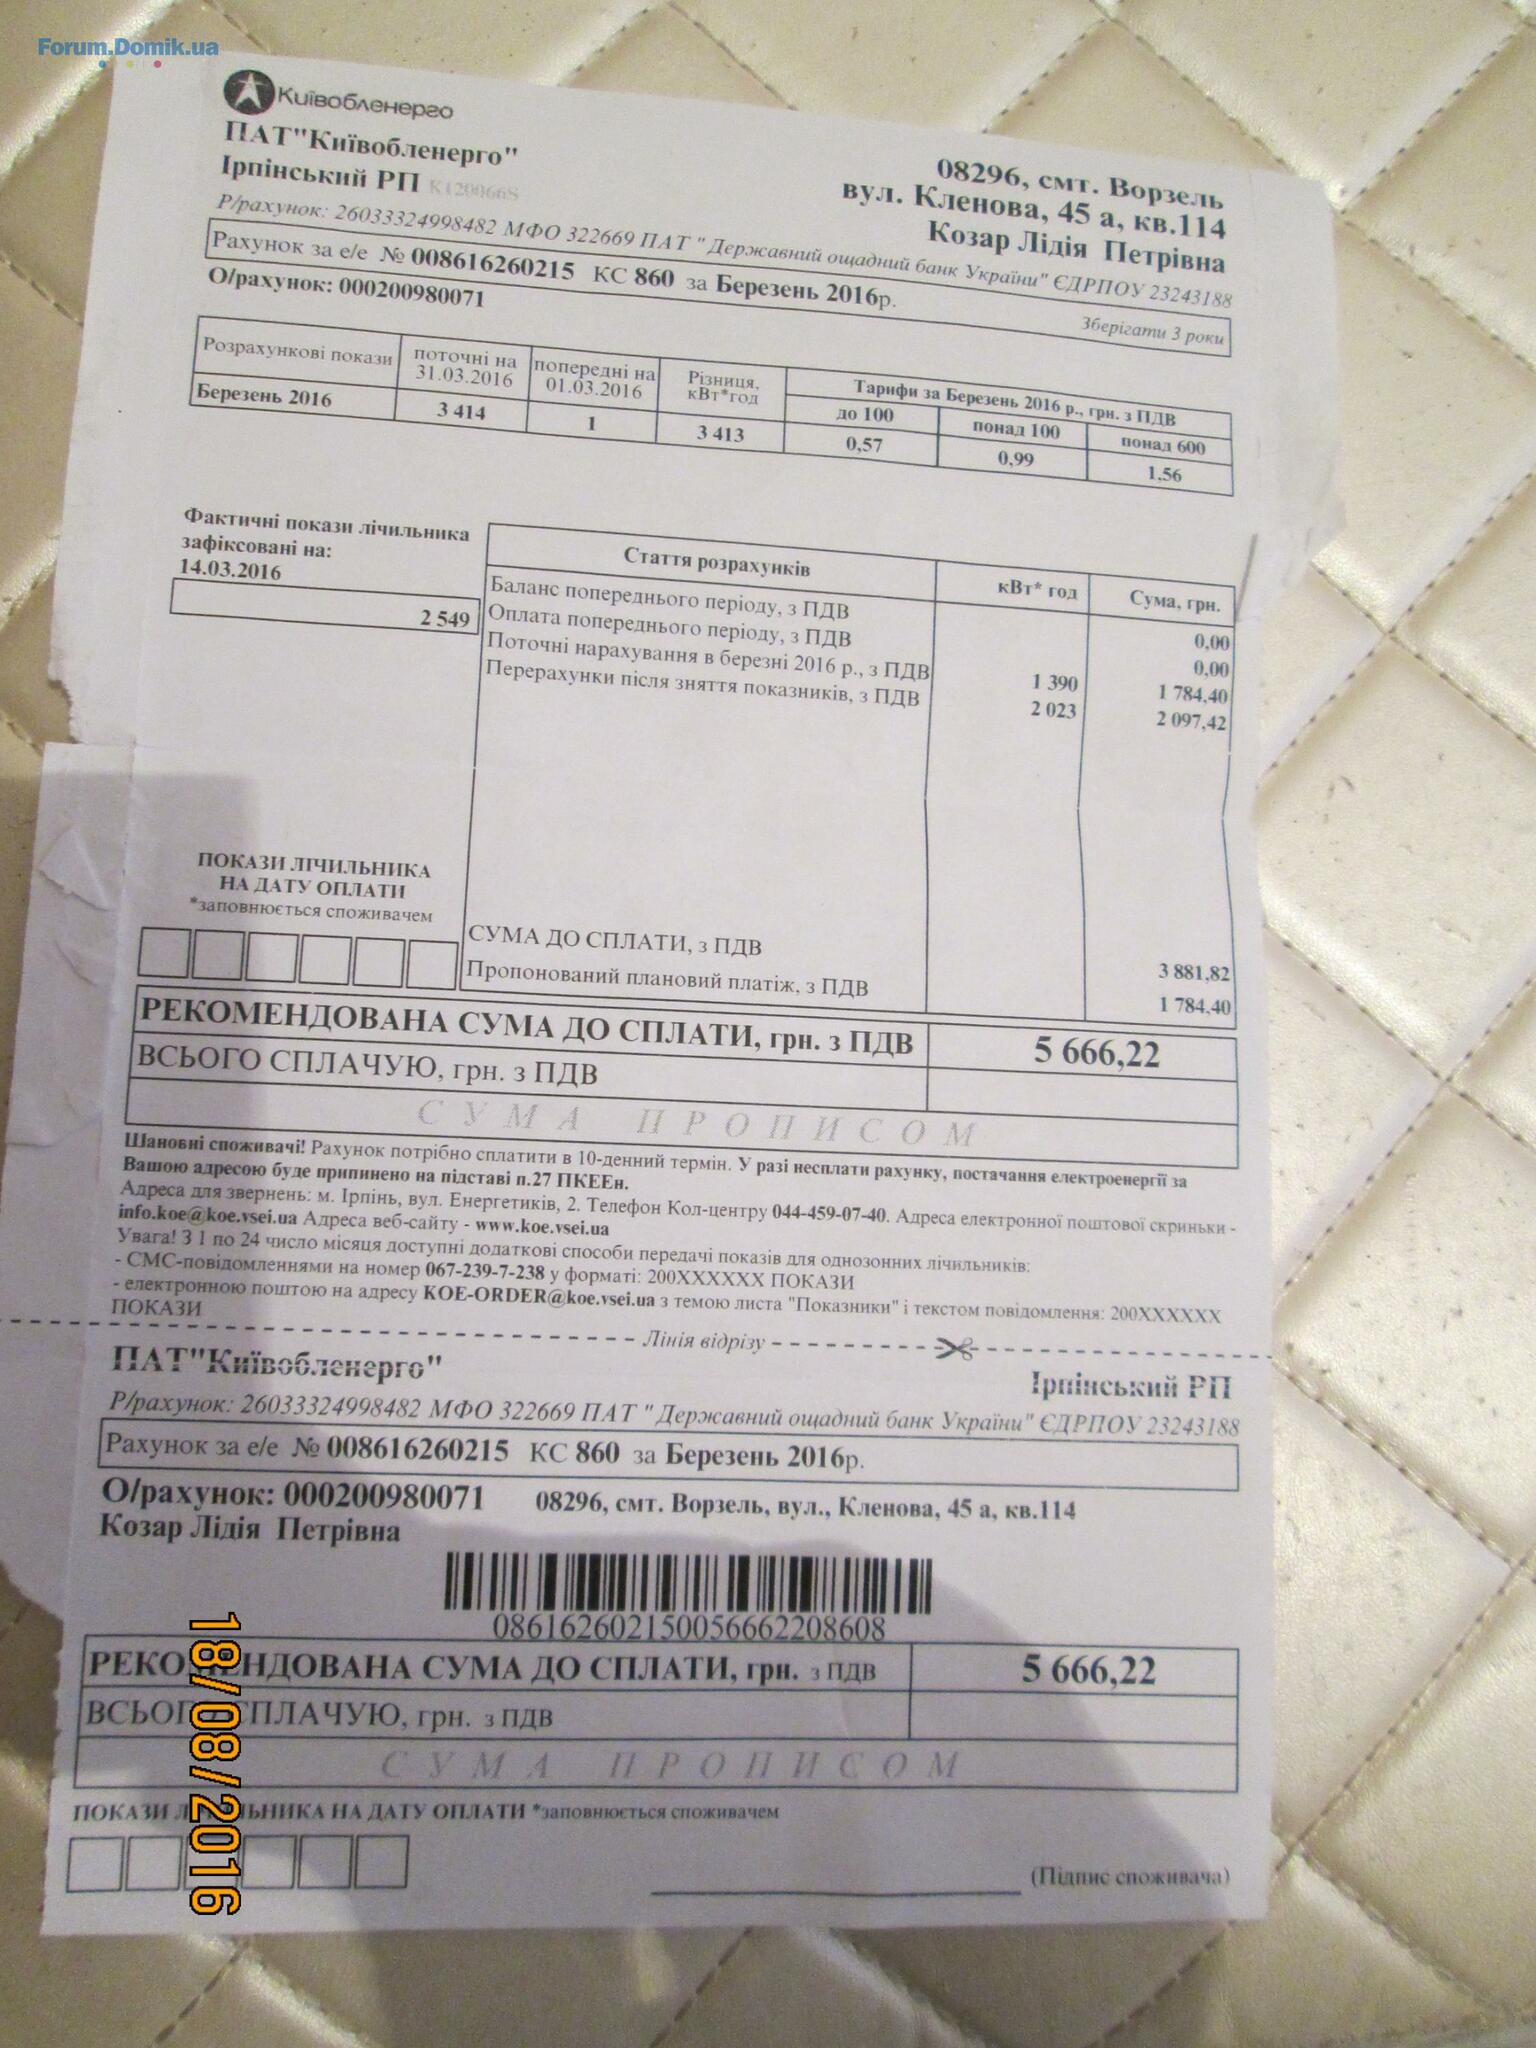 Forum.Domik.ua
Київобленерго
ПАТ"Київобленерго"
Ірпінський РП K120066S
08296, смт. Ворзель
вул. Кленова, 45 а, кв.114
Козар Лідія Петрівна
Р/рахунок: 26033324998482 МФО 322669 ПАТ " Державний ощадний банк України" ЄДРПОУ 23243188
Рахунок за е/е № 008616260215 КС 860 за Березень 2016р.
О/рахунок: 000200980071
Зберігати 3 роки
Розрахункові покази
поточні на 31.03.2016
попередні на 01.03.2016
Різниця, кВт*год
Тарифи за Березень 2016 р., грн. з ПДВ
до 100 понад 100 понад 600
Березень 2016 3 414 1 3 413 0,57 0,99 1,56
Фактичні покази лічильника
зафіксовані на:
14.03.2016
2 549
Стаття розрахунків кВт* год Сума, грн.
Баланс попереднього періоду, з ПДВ 0,00
Оплата попереднього періоду, з ПДВ 0,00
Поточні нарахування в березні 2016 р., з ПДВ 1 390 1 784,40
Перерахунки після зняття показників, з ПДВ 2 023 2 097,42
ПОКАЗИ ЛІЧИЛЬНИКА
НА ДАТУ ОПЛАТИ
*заповнюється споживачем
СУМА ДО СПЛАТИ, з ПДВ 3 881,82
Пропонований плановий платіж, з ПДВ 1 784,40
РЕКОМЕНДОВАНА СУМА ДО СПЛАТИ, грн. з ПДВ 5 666,22
ВСЬОГО СПЛАЧУЮ, грн. з ПДВ
СУМА ПРОПИСОМ
Шановні споживачі! Рахунок потрібно сплатити в 10-денний термін. У разі несплати рахунку, постачання електроенергії за
Вашою адресою буде припинено на підставі п.27 ПКЕЕн.
Адреса для звернень: м. Ірпінь, вул. Енергетиків, 2. Телефон Кол-центру 044-459-07-40. Адреса електронної поштової скриньки -
info.koe@koe.vsei.ua Адреса веб-сайту - www.koe.vsei.ua
Увага! З 1 по 24 число місяця доступні додаткові способи передачі показів для однозонних лічильників:
- СМС-повідомленнями на номер 067-239-7-238 у форматі: 200XXXXXX ПОКАЗИ
- електронною поштою на адресу KOE-ORDER@koe.vsei.ua з темою листа "Показники" і текстом повідомлення: 200XXXXXX
ПОКАЗИ
Лінія відрізу
ПАТ"Київобленерго"
Ірпінський РП
Р/рахунок: 26033324998482 МФО 322669 ПАТ " Державний ощадний банк України" ЄДРПОУ 23243188
Рахунок за е/е № 008616260215 КС 860 за Березень 2016р.
О/рахунок: 000200980071 08296, смт. Ворзель, вул., Кленова, 45 а, кв.114
Козар Лідія Петрівна
0861626021500566622086​08
РЕКОМЕНДОВАНА СУМА ДО СПЛАТИ, грн. з ПДВ 5 666,22
ВСЬОГО СПЛАЧУЮ, грн. з ПДВ
СУМА ПРОПИСОМ
ПОКАЗИ ЛІЧИЛЬНИКА НА ДАТУ ОПЛАТИ *заповнюється споживачем
(Підпис споживача)
18/08/2016